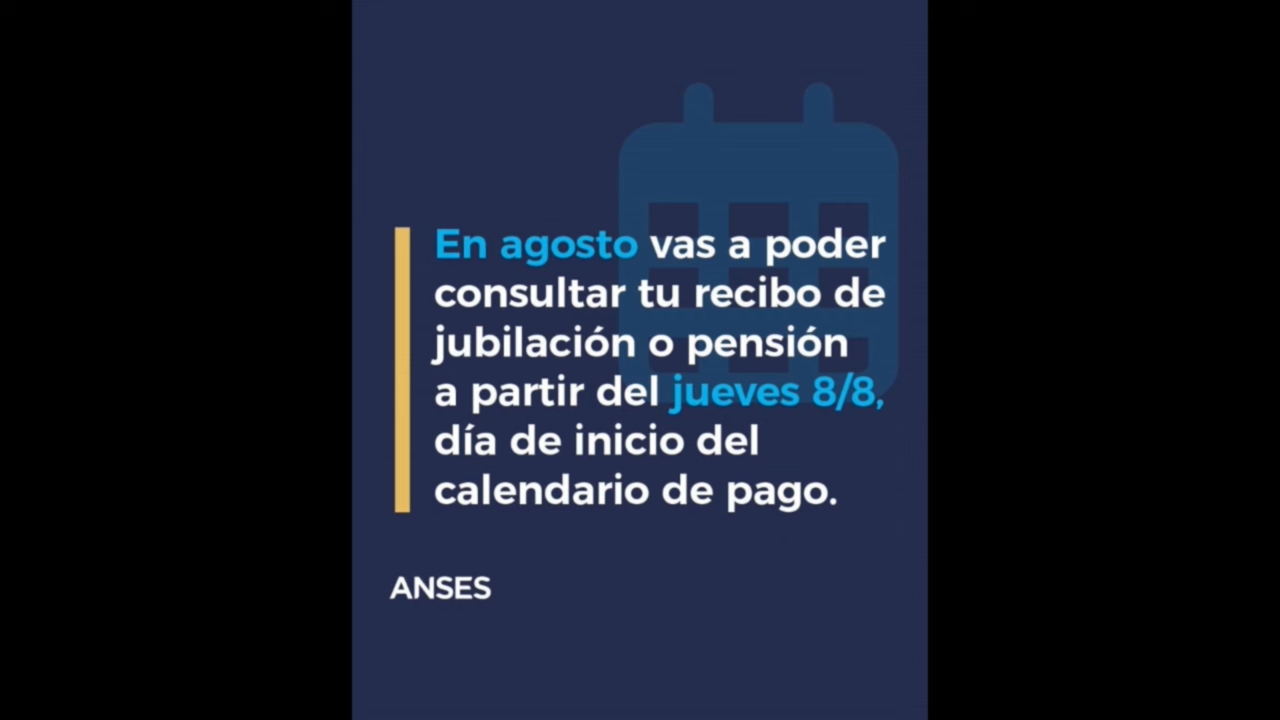 En agosto vas a poder
consultar tu recibo de
jubilación o pensión
a partir del jueves 8/8,
día de inicio del
calendario de pago.
ANSES